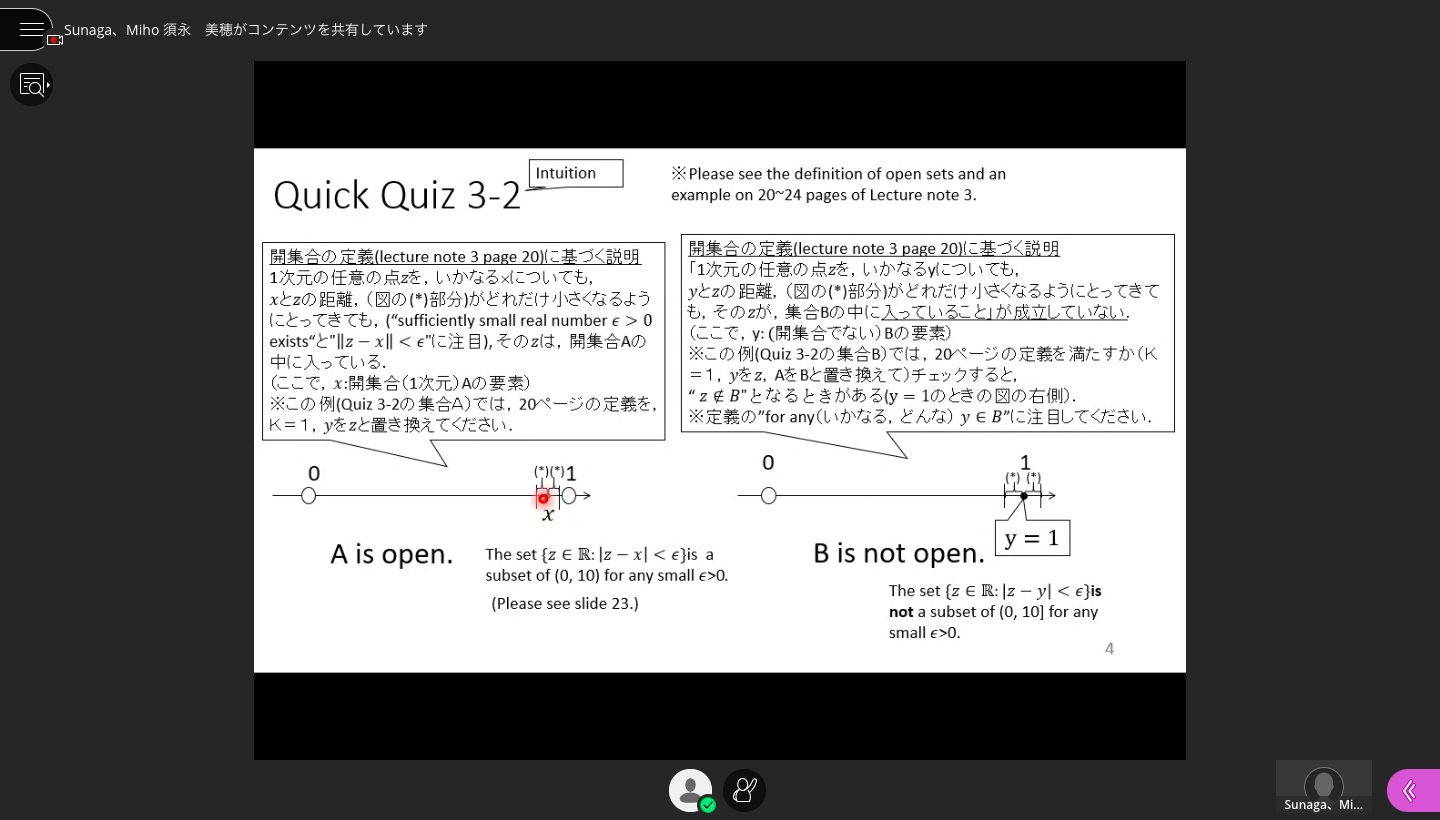 Sunaga、Miho 須永　美穂がコンテンツを共有しています
Quick Quiz 3-2
Intuition
※Please see the definition of open sets and an
example on 20~24 pages of Lecture note 3.
開集合の定義(lecture note 3 page 20)に基づく説明
1次元の任意の点zを，いかなる×についても，
xとzの距離，（図の(*)部分)がどれだけ小さくなるよう
にとってきても，(“sufficiently small real number ϵ > 0
exists“と"‖z − x‖ < ϵ"に注目), そのzは，開集合Aの
中に入っている．
（ここで，x:開集合（1次元）Aの要素）
※この例(Quiz 3-2の集合A）では，20ページの定義を，
K＝1，yをzと置き換えてください．
開集合の定義(lecture note 3 page 20)に基づく説明
「1次元の任意の点zを，いかなるyについても，
yとzの距離，（図の(*)部分)がどれだけ小さくなるようにとってきて
も，そのzが，集合Bの中に入っていること」が成立していない．
（ここで，y: (開集合でない）Bの要素）
※この例(Quiz 3-2の集合B）では，20ページの定義を満たすか（K
＝1，yをz，AをBと置き換えて）チェックすると，
“ z ∉ B"となるときがある(y = 1のときの図の右側）．
※定義の”for any（いかなる，どんな） y ∈ B”に注目してください．
0
(*)(*) 1
x
A is open.
The set {z ∈ ℝ: |z − x| < ϵ}is a
subset of (0, 10) for any small ϵ>0.
(Please see slide 23.)
0
1
(*) (*)
y = 1
B is not open.
The set {z ∈ ℝ: |z − y| < ϵ}is
not a subset of (0, 10] for any
small ϵ>0.
4
Sunaga、Mi...